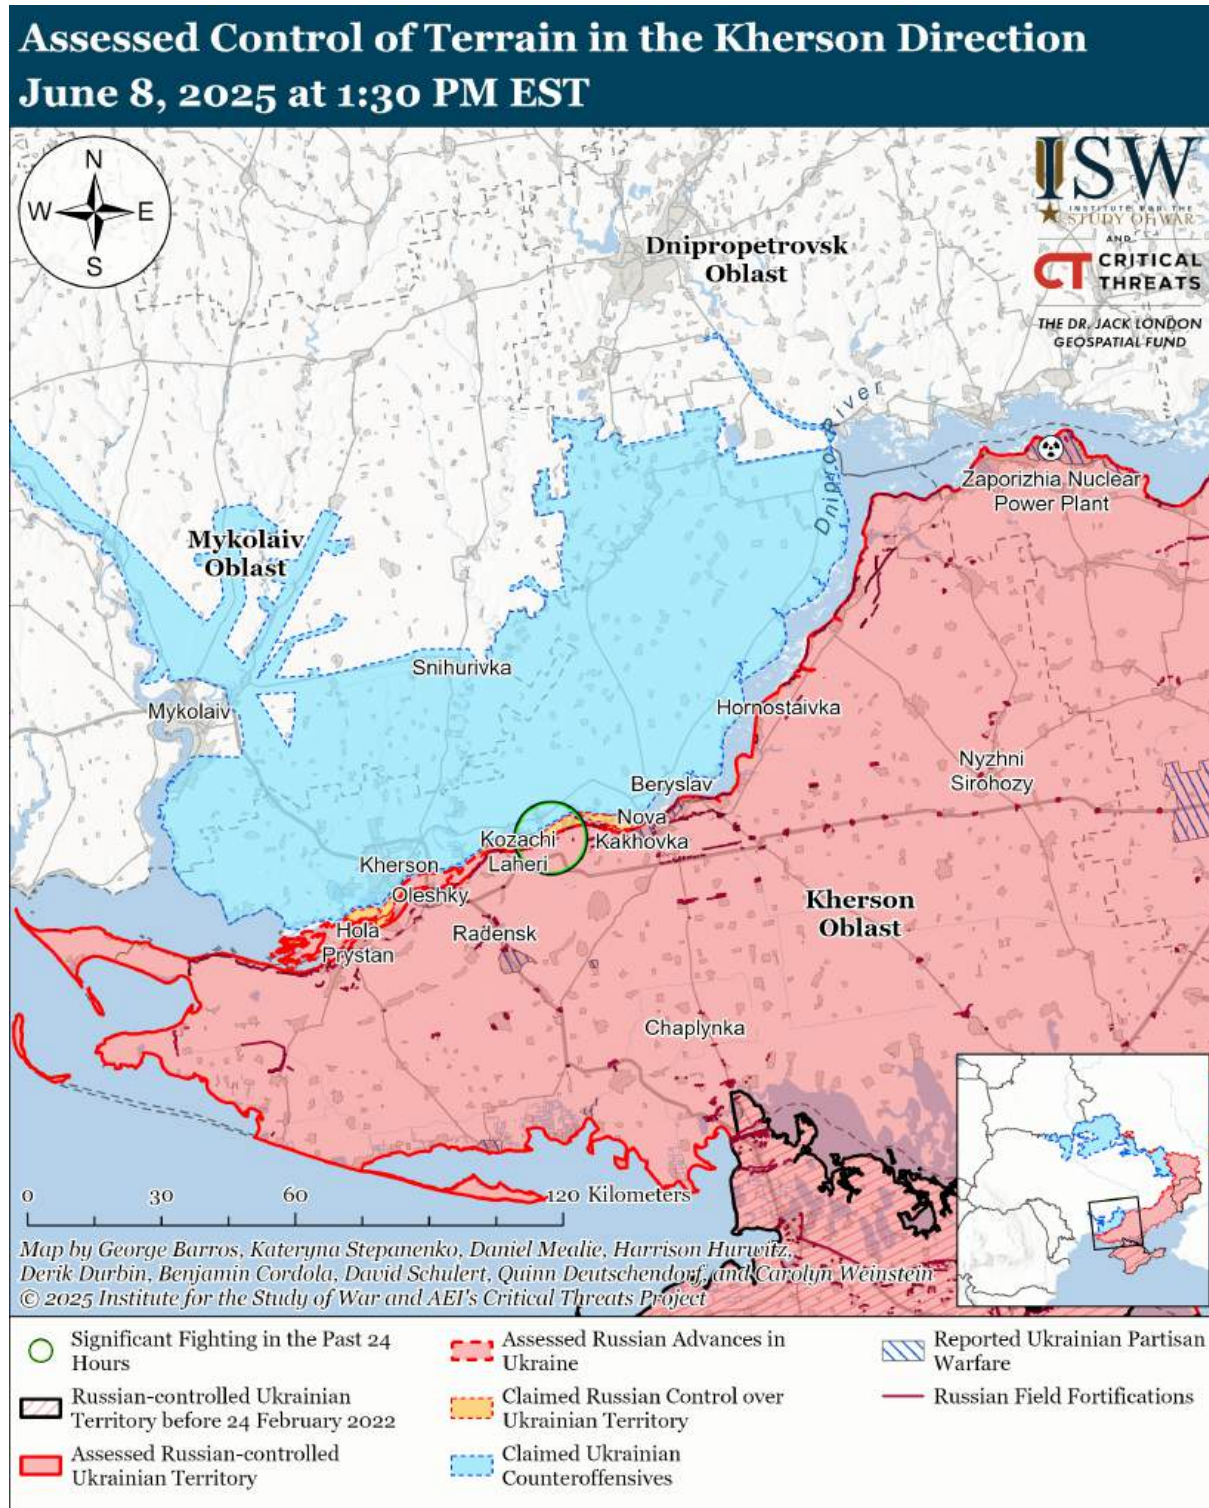 Assessed Control of Terrain in the Kherson Direction
June 8, 2025 at 1:30 PM EST
N
W
E
S
ISW
INSTITUTE FOR THE
STUDY OF WAR
AND
CT CRITICAL
THREATS
THE DR. JACK LONDON
GEOSPATIAL FUND
Dnipropetrovsk
Oblast
Dnipro River
Zaporizhia Nuclear
Power Plant
Mykolaiv
Oblast
Snihurivka
Mykolaiv
Hornostaivka
Nyzhni
Sirohozy
Beryslav
Nova
Kakhovka
Kozachi
Laheri
Kherson
Oleshky
Kherson
Oblast
Hola
Prystan
Radensk
Chaplynka
0
30
60
120 Kilometers
Map by George Barros, Kateryna Stepanenko, Daniel Mealie, Harrison Hurwitz,
Derik Durbin, Benjamin Cordola, David Schulert, Quinn Deutschendorf, and Carolyn Weinstein
© 2025 Institute for the Study of War and AEI's Critical Threats Project
Significant Fighting in the Past 24
Hours
Russian-controlled Ukrainian
Territory before 24 February 2022
Assessed Russian-controlled
Ukrainian Territory
Assessed Russian Advances in
Ukraine
Claimed Russian Control over
Ukrainian Territory
Claimed Ukrainian
Counteroffensives
Reported Ukrainian Partisan
Warfare
Russian Field Fortifications